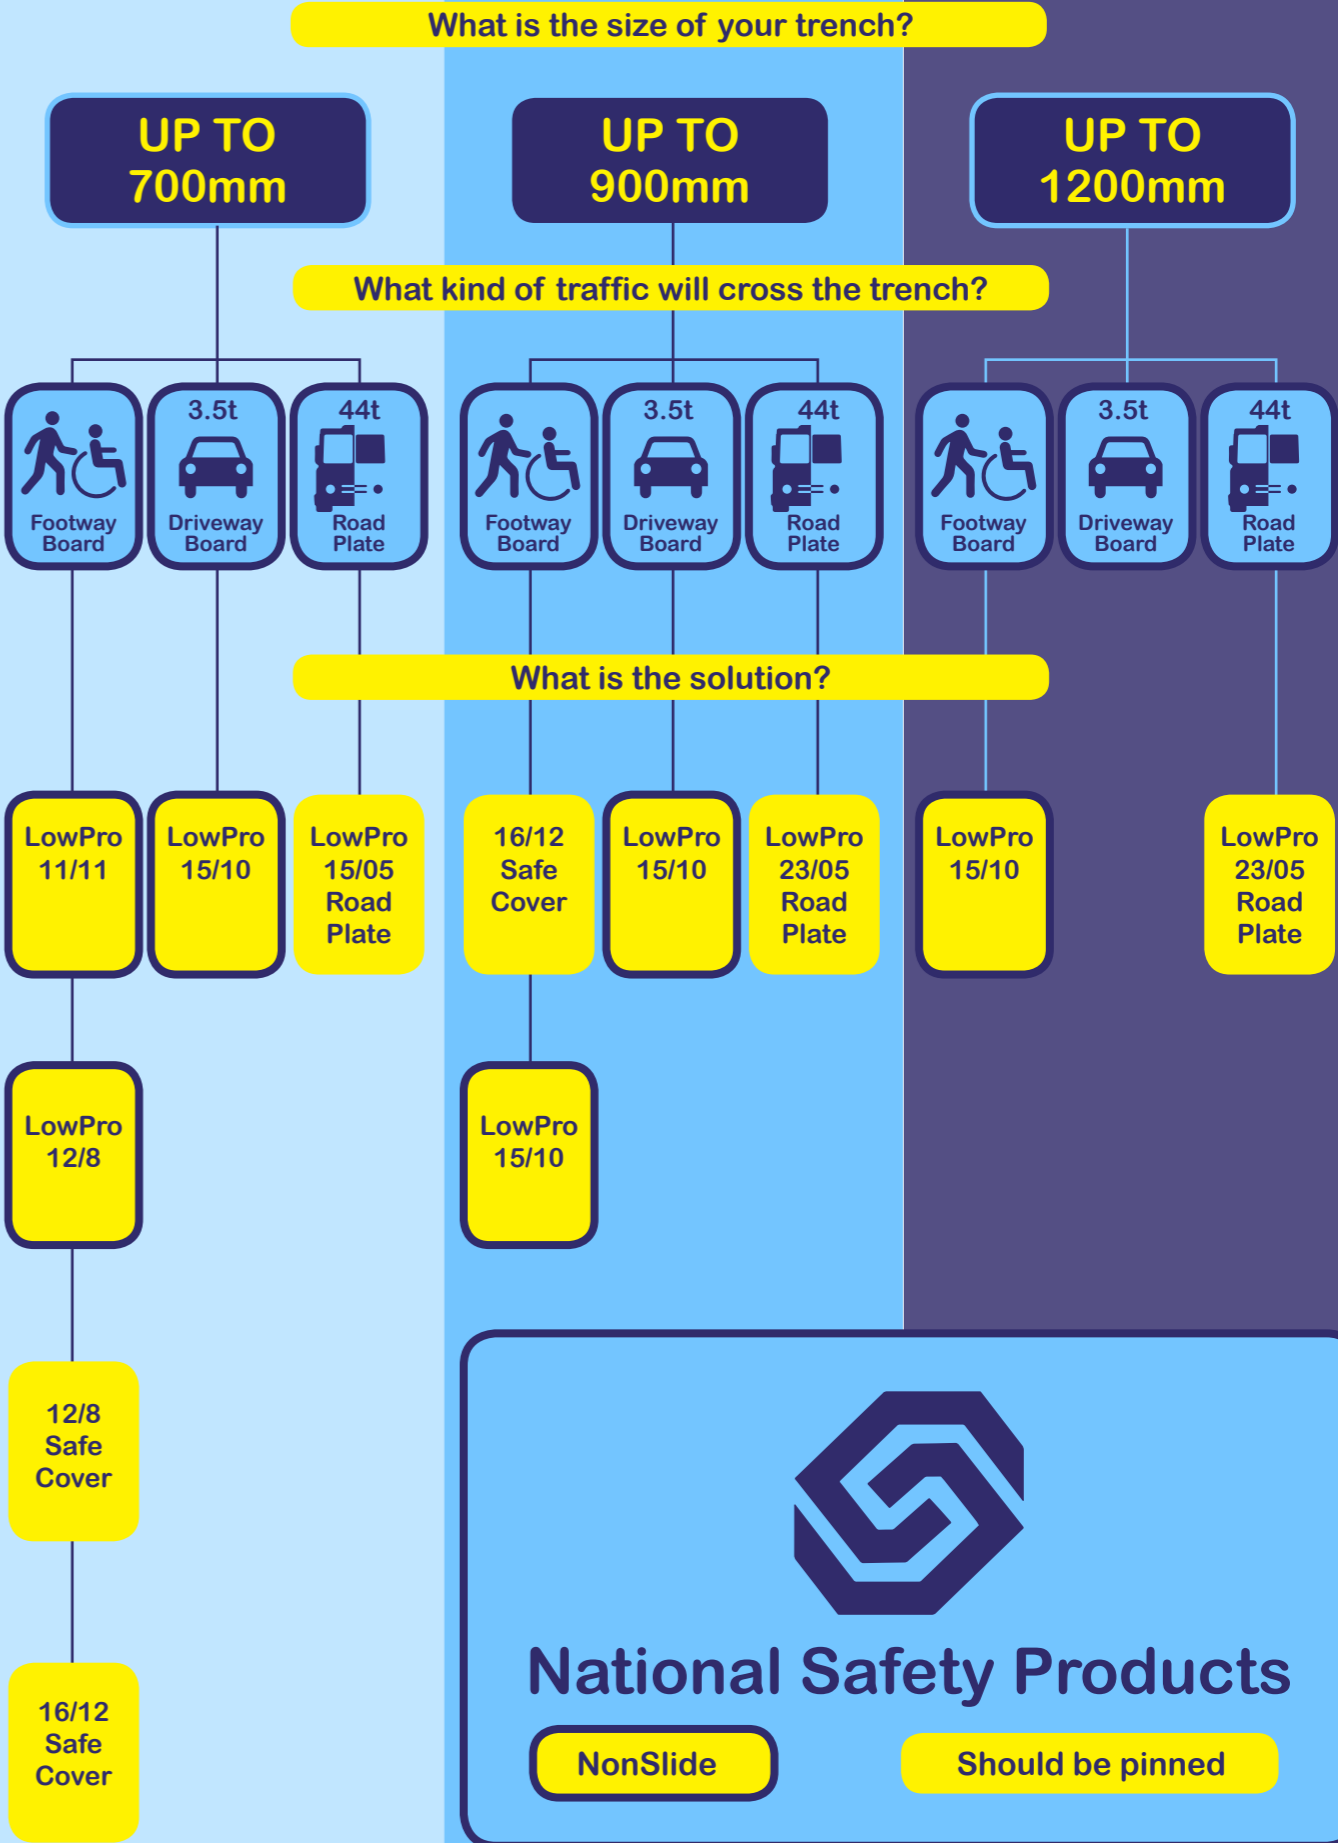 What is the size of your trench?
UP TO
700mm
UP TO
900mm
UP TO
1200mm
What kind of traffic will cross the trench?
Footway
Board
3.5t
Driveway
Board
44t
Road
Plate
Footway
Board
3.5t
Driveway
Board
44t
Road
Plate
Footway
Board
3.5t
Driveway
Board
44t
Road
Plate
What is the solution?
LowPro
11/11
LowPro
15/10
LowPro
15/05
Road
Plate
16/12
Safe
Cover
LowPro
15/10
LowPro
23/05
Road
Plate
LowPro
15/10
LowPro
23/05
Road
Plate
LowPro
12/8
LowPro
15/10
12/8
Safe
Cover
16/12
Safe
Cover
National Safety Products
NonSlide
Should be pinned